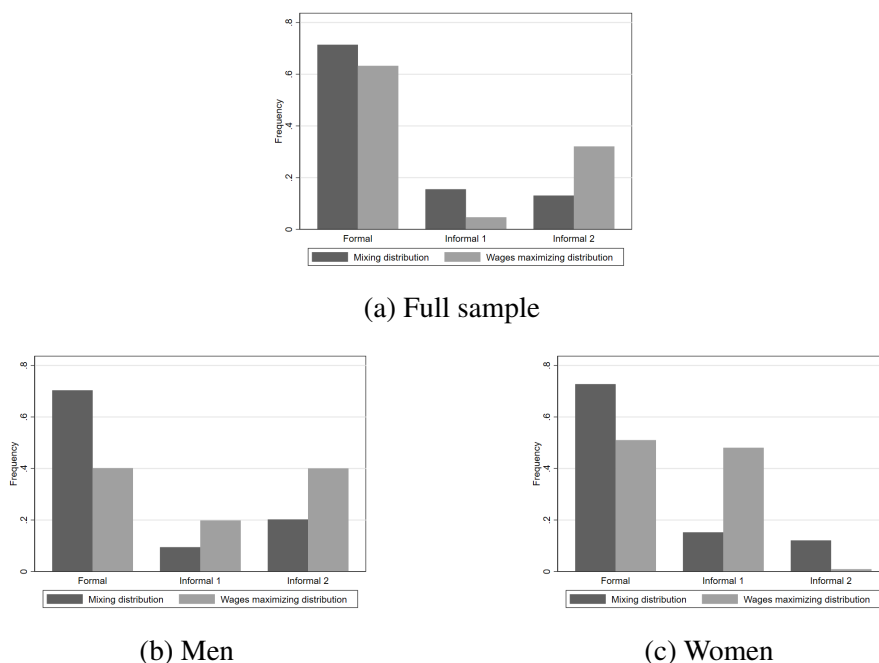 .8
.6
Frequency
.4
.2
0
Formal Informal 1 Informal 2
Mixing distribution Wages maximizing distribution
(a) Full sample
.8
.6
Frequency
.4
.2
0
Formal Informal 1 Informal 2
Mixing distribution Wages maximizing distribution
(b) Men
.8
.6
Frequency
.4
.2
0
Formal Informal 1 Informal 2
Mixing distribution Wages maximizing distribution
(c) Women